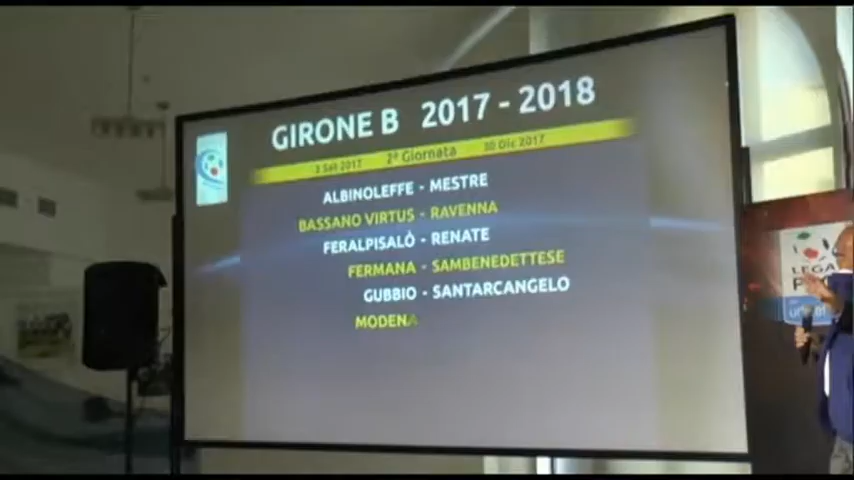 GIRONE B 2017 - 2018
3 Set 2017 2ª Giornata 30 Dic 2017
ALBINOLEFFE - MESTRE
BASSANO VIRTUS - RAVENNA
FERALPISALÒ - RENATE
FERMANA - SAMBENEDETTESE
GUBBIO - SANTARCANGELO
MODENA
LEGA
unicef